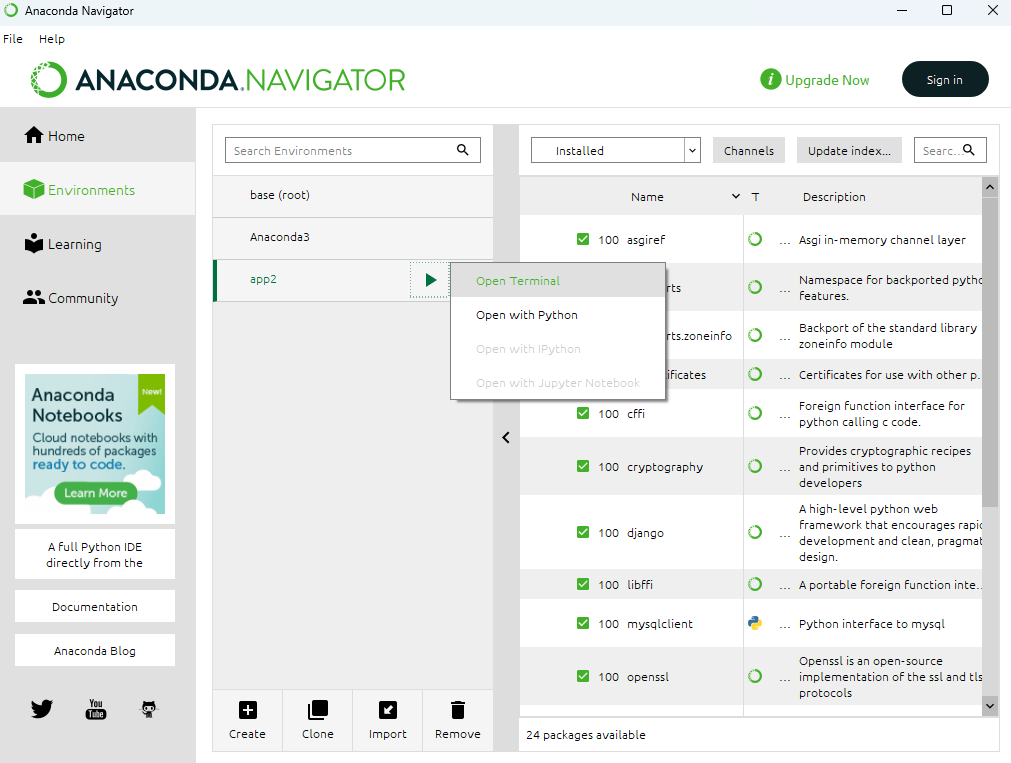 Anaconda Navigator
File Help
ANACONDA.NAVIGATOR
i Upgrade Now
Sign in
Home
Environments
Learning
Community
Anaconda
Notebooks
New!
Cloud notebooks with
hundreds of packages
ready to code.
Learn More
A full Python IDE
directly from the
Documentation
Anaconda Blog
You
Tube
Search Environments
base (root)
Anaconda3
app2
Open Terminal
Open with Python
Open with IPython
Open with Jupyter Notebook
Create
Clone
Import
Remove
Installed
Channels
Update index...
Searc...
Name T Description
100 asgiref ... Asgi in-memory channel layer
rts ... Namespace for backported pytho
features.
rts.zoneinfo ... Backport of the standard library
zoneinfo module
ificates ... Certificates for use with other p.
100 cffi ... Foreign function interface for
python calling c code.
100 cryptography ... Provides cryptographic recipes
and primitives to python
developers
100 django ... A high-level python web
framework that encourages rapid
development and clean, pragmat
design.
100 libffi ... A portable foreign function inte..
100 mysqlclient ... Python interface to mysql
100 openssl ... Openssl is an open-source
implementation of the ssl and tls
protocols
24 packages available